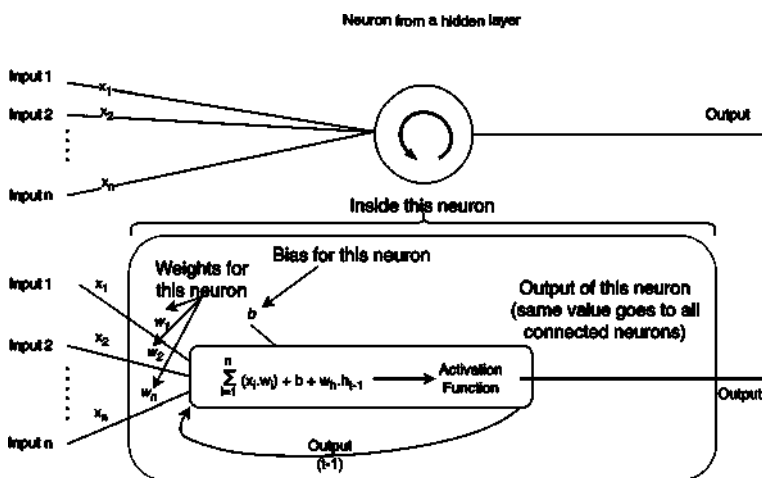 Neuron from a hidden layer
Input 1
x1
Input 2
x2
Input n
xn
Output
Inside this neuron
Weights for
this neuron
Bias for this neuron
Output of this neuron
(same value goes to all
connected neurons)
Input 1
x1
w1
b
Input 2
x2
w2
wn
n
∑ (xi.wi) + b + wh.ht-1
i=1
Activation
Function
Output
xn
Input n
Output
(t-1)